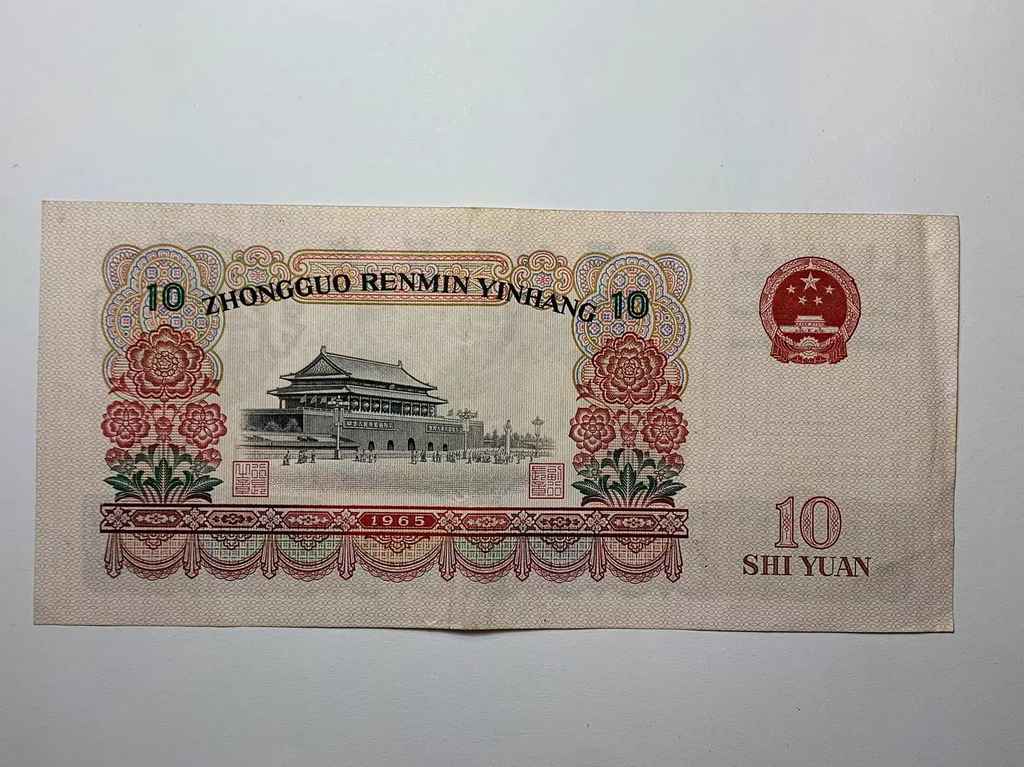 10 ZHONGGUO RENMIN YINHANG 10
1965
10
SHI YUAN